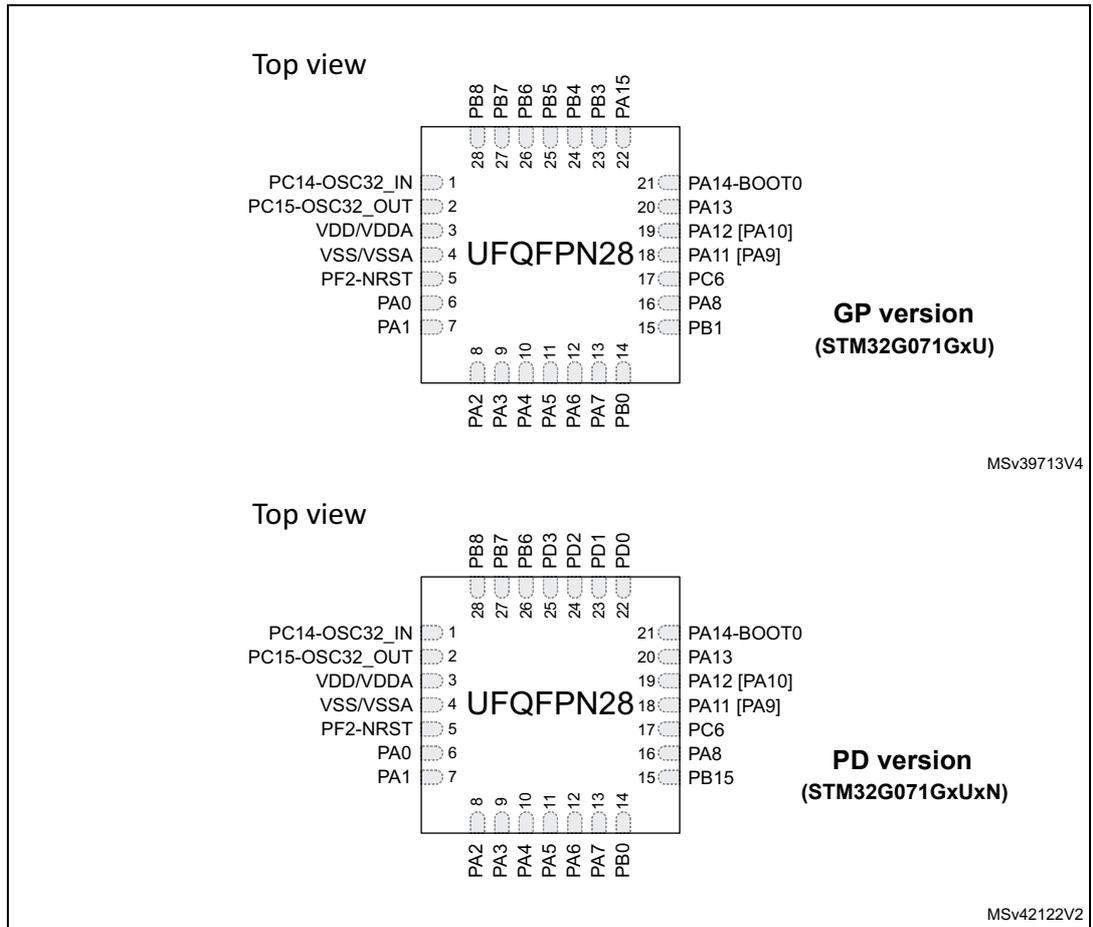 Top view
PB8
PB7
PB6
PB5
PB4
PB3
PA15
28
27
26
25
24
23
22
PC14-OSC32_IN 1
PC15-OSC32_OUT 2
VDD/VDDA 3
VSS/VSSA 4
PF2-NRST 5
PA0 6
PA1 7
UFQFPN28
21 PA14-BOOT0
20 PA13
19 PA12 [PA10]
18 PA11 [PA9]
17 PC6
16 PA8
15 PB1
8
9
10
11
12
13
14
PA2
PA3
PA4
PA5
PA6
PA7
PB0
GP version
(STM32G071GxU)
MSv39713V4
Top view
PB8
PB7
PB6
PD3
PD2
PD1
PD0
28
27
26
25
24
23
22
PC14-OSC32_IN 1
PC15-OSC32_OUT 2
VDD/VDDA 3
VSS/VSSA 4
PF2-NRST 5
PA0 6
PA1 7
UFQFPN28
21 PA14-BOOT0
20 PA13
19 PA12 [PA10]
18 PA11 [PA9]
17 PC6
16 PA8
15 PB15
8
9
10
11
12
13
14
PA2
PA3
PA4
PA5
PA6
PA7
PB0
PD version
(STM32G071GxUxN)
MSv42122V2